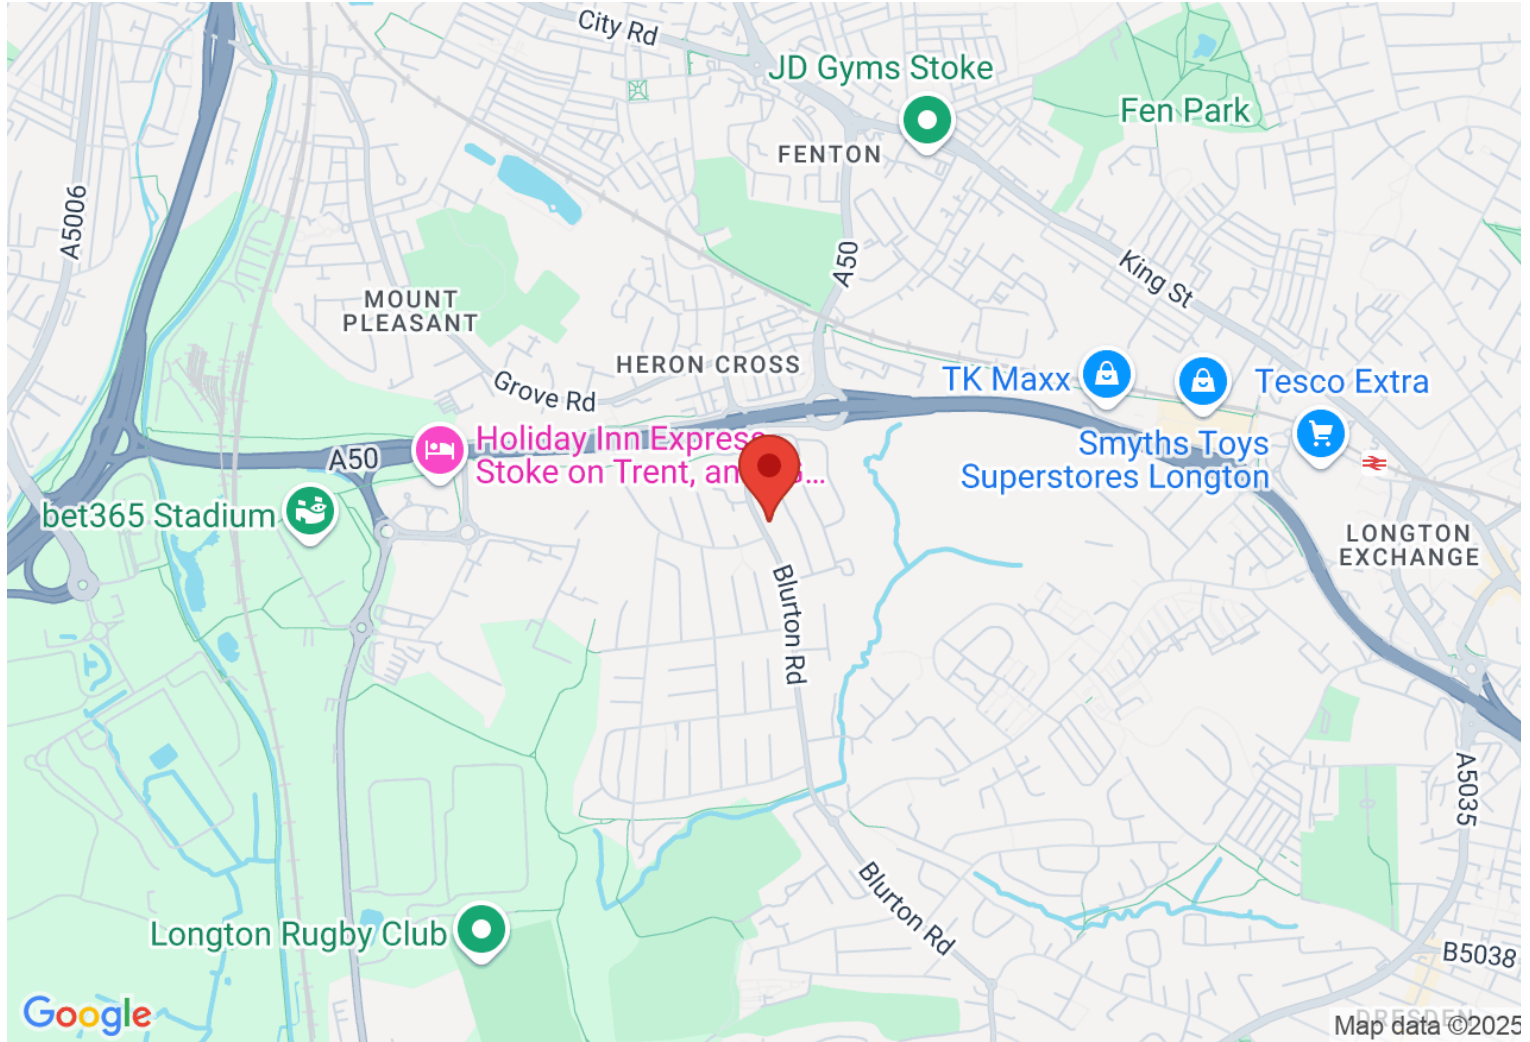 City Rd
JD Gyms Stoke
Fen Park
FENTON
A5006
A50
King St
MOUNT
PLEASANT
HERON CROSS
Grove Rd
TK Maxx
Tesco Extra
Holiday Inn Express
Stoke on Trent, an
...
A50
Smyths Toys
Superstores Longton
bet365 Stadium
LONGTON
EXCHANGE
Blurton Rd
A5035
Blurton Rd
Longton Rugby Club
B5038
Google
DRESDEN
Map data ©2025